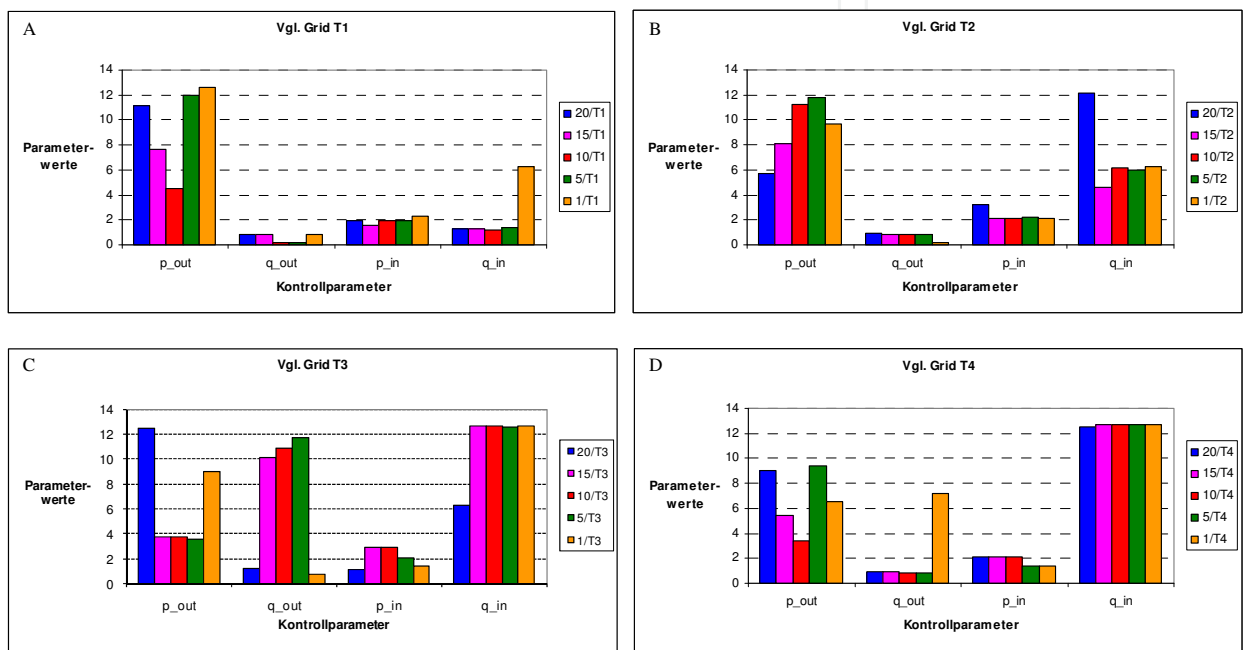 A
Vgl. Grid T1
14
12
10
8
6
4
2
0
Parameter-
werte
p_out
q_out
p_in
q_in
Kontrollparameter
20/T1
15/T1
10/T1
5/T1
1/T1
B
Vgl. Grid T2
14
12
10
8
6
4
2
0
Parameter-
werte
p_out
q_out
p_in
q_in
Kontrollparameter
20/T2
15/T2
10/T2
5/T2
1/T2
C
Vgl. Grid T3
14
12
10
8
6
4
2
0
Parameter-
werte
p_out
q_out
p_in
q_in
Kontrollparameter
20/T3
15/T3
10/T3
5/T3
1/T3
D
Vgl. Grid T4
14
12
10
8
6
4
2
0
Parameter-
werte
p_out
q_out
p_in
q_in
Kontrollparameter
20/T4
15/T4
10/T4
5/T4
1/T4